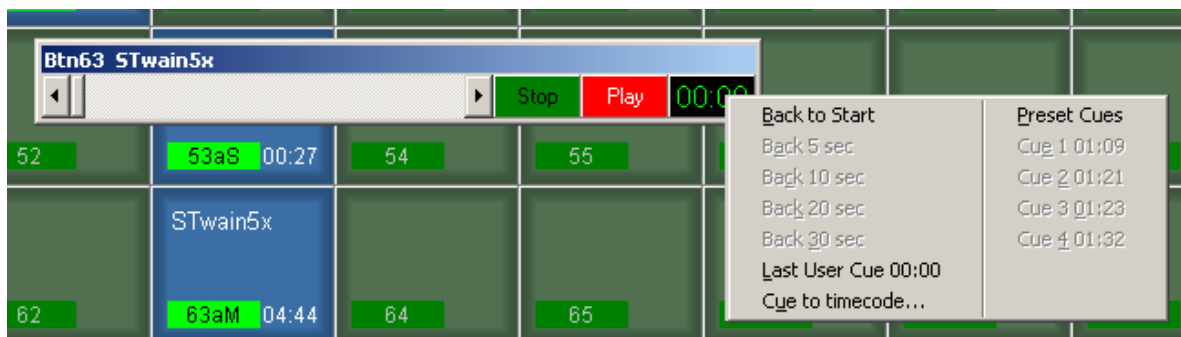 Btn63 STwain5x
Stop Play 00:00
Back to Start
Back 5 sec
Back 10 sec
Back 20 sec
Back 30 sec
Last User Cue 00:00
Cue to timecode...
Preset Cues
Cue 1 01:09
Cue 2 01:21
Cue 3 01:23
Cue 4 01:32
52 53aS 00:27 54 55
STwain5x
62 63aM 04:44 64 65